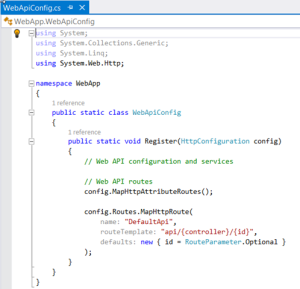 WebApiConfig.cs
WebApp.WebApiConfig
using System;
using System.Collections.Generic;
using System.Linq;
using System.Web.Http;
namespace WebApp
{
1 reference
public static class WebApiConfig
{
1 reference
public static void Register(HttpConfiguration config)
{
// Web API configuration and services
// Web API routes
config.MapHttpAttributeRoutes();
config.Routes.MapHttpRoute(
name: "DefaultApi",
routeTemplate: "api/{controller}/{id}",
defaults: new { id = RouteParameter.Optional }
);
}
}
}